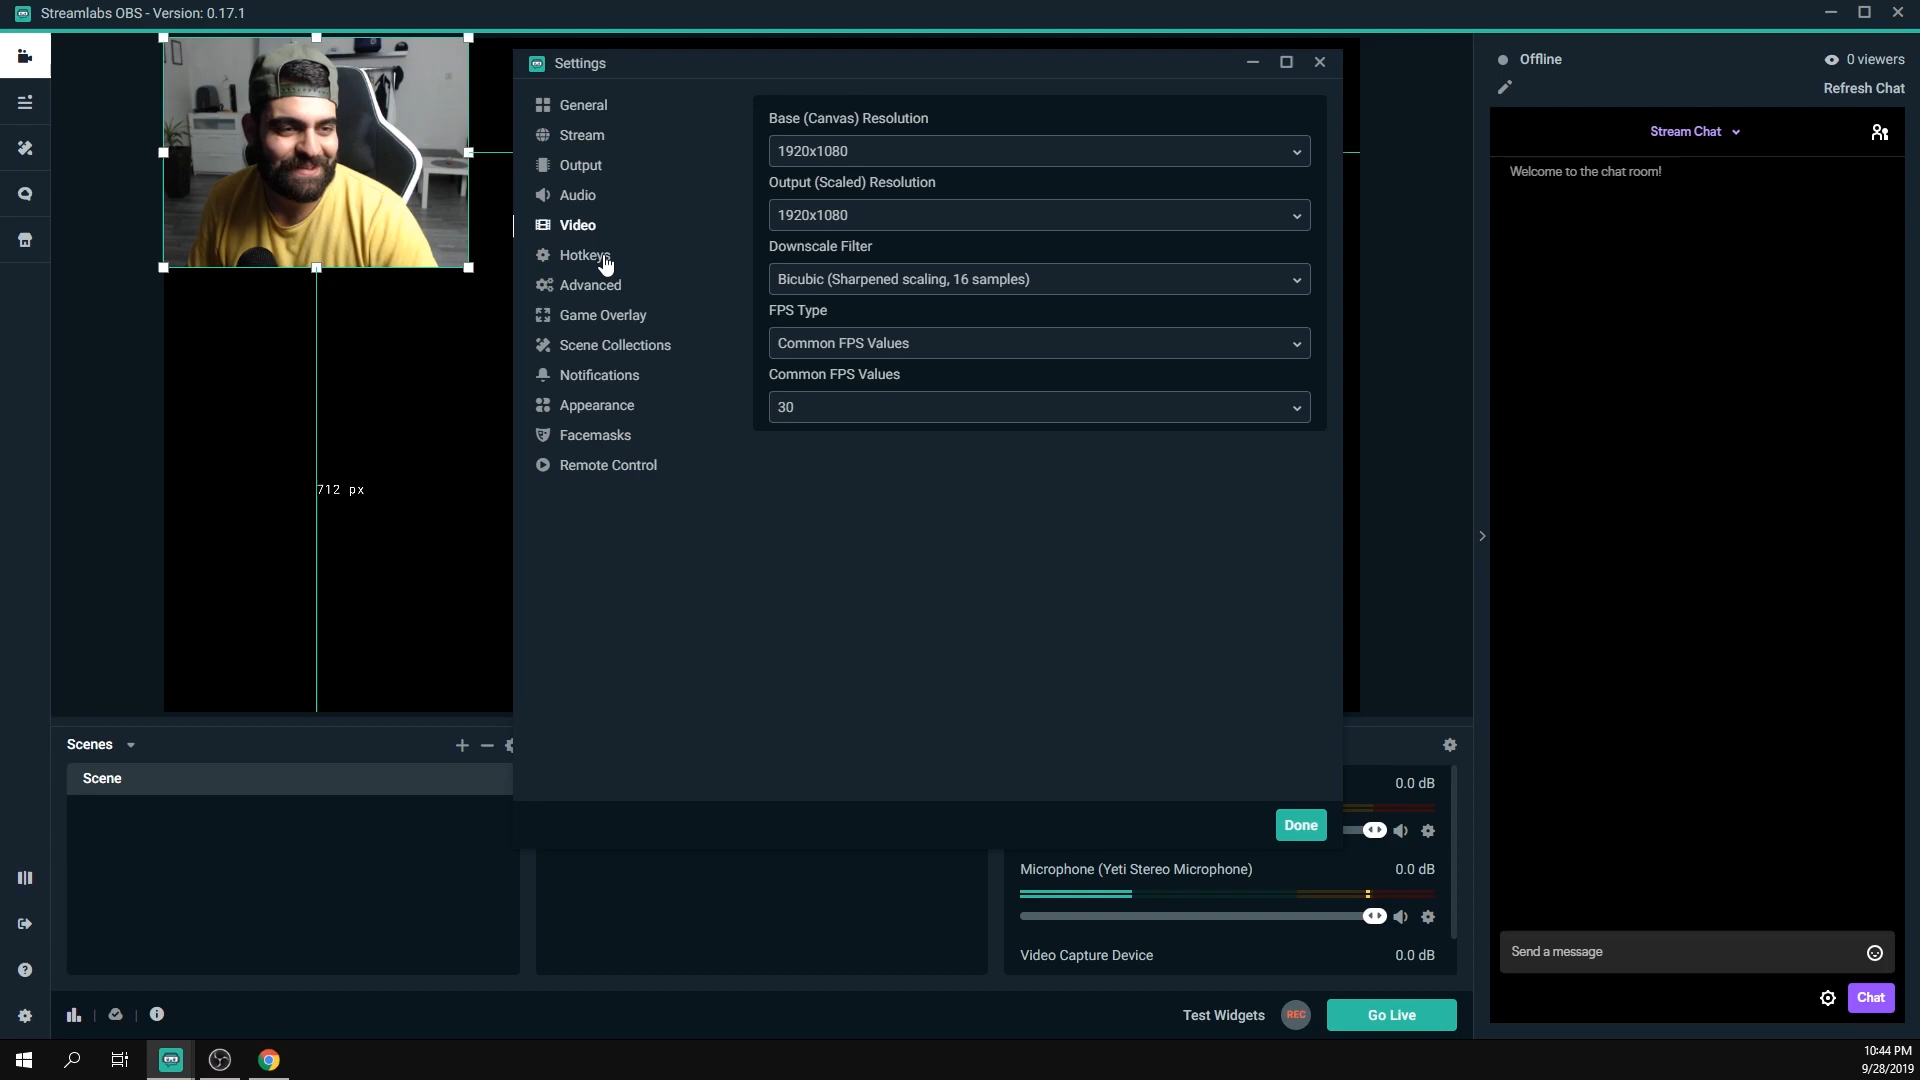 Streamlabs OBS - Version: 0.17.1
Settings
General
Stream
Output
Audio
Video
Hotkeys
Advanced
Game Overlay
Scene Collections
Notifications
Appearance
Facemasks
Remote Control
Base (Canvas) Resolution
1920x1080
Output (Scaled) Resolution
1920x1080
Downscale Filter
Bicubic (Sharpened scaling, 16 samples)
FPS Type
Common FPS Values
Common FPS Values
30
Done
712 px
Scenes
Scene
0.0 dB
Microphone (Yeti Stereo Microphone) 0.0 dB
Video Capture Device 0.0 dB
Test Widgets
REC
Go Live
Offline
0 viewers
Refresh Chat
Stream Chat
Welcome to the chat room!
Send a message
Chat
10:44 PM
9/28/2019